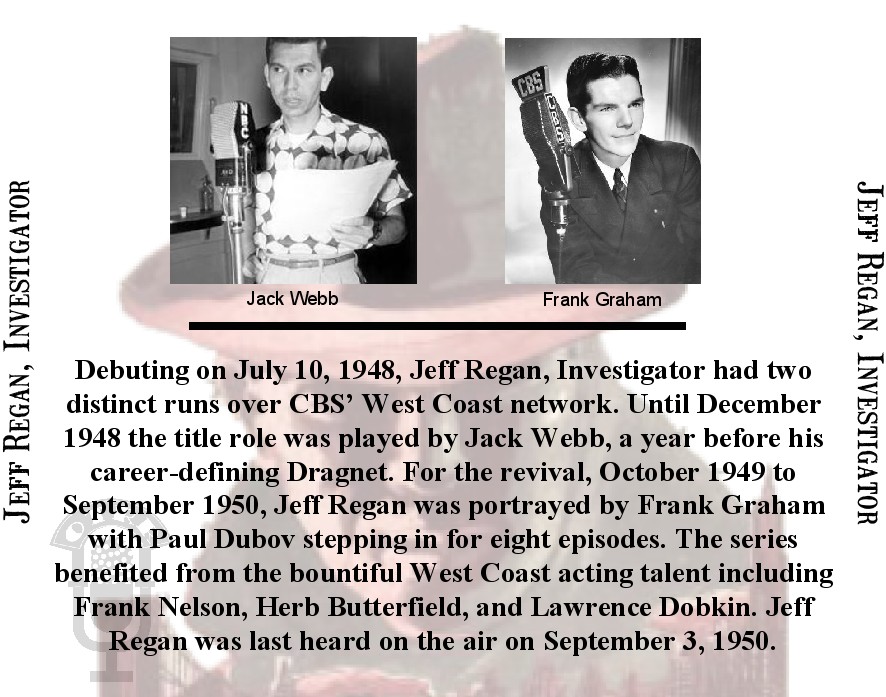 NBC
CBS
CBS
Jack Webb
Frank Graham
JEFF REGAN, INVESTIGATOR
JEFF REGAN, INVESTIGATOR
Debuting on July 10, 1948, Jeff Regan, Investigator had two
distinct runs over CBS’ West Coast network. Until December
1948 the title role was played by Jack Webb, a year before his
career-defining Dragnet. For the revival, October 1949 to
September 1950, Jeff Regan was portrayed by Frank Graham
with Paul Dubov stepping in for eight episodes. The series
benefited from the bountiful West Coast acting talent including
Frank Nelson, Herb Butterfield, and Lawrence Dobkin. Jeff
Regan was last heard on the air on September 3, 1950.